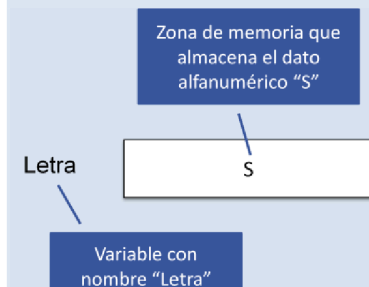 Zona de memoria que
almacena el dato
alfanumérico “S”
Letra
S
Variable con
nombre “Letra”